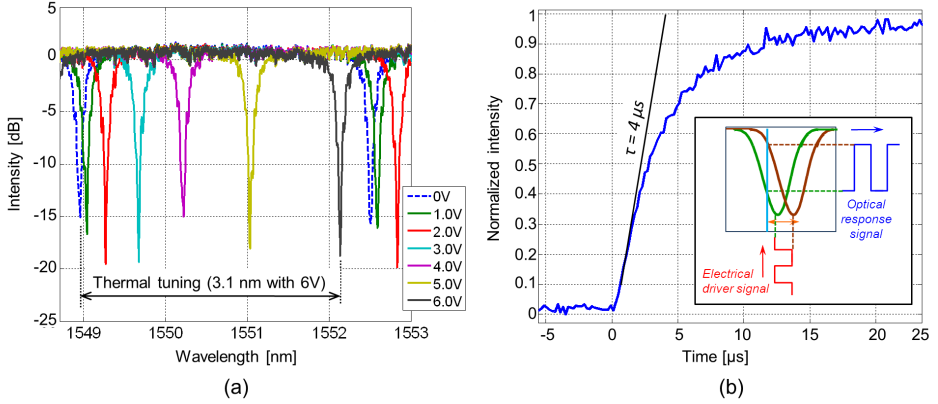 5
0
-5
-10
-15
-20
-25
Intensity [dB]
1549
1550
1551
1552
1553
Wavelength [nm]
0V
1.0V
2.0V
3.0V
4.0V
5.0V
6.0V
Thermal tuning (3.1 nm with 6V)
(a)
1
0.9
0.8
0.7
0.6
0.5
0.4
0.3
0.2
0.1
0
Normalized intensity
τ = 4 µs
Optical
response
signal
Electrical
driver signal
-5
0
5
10
15
20
25
Time [µs]
(b)